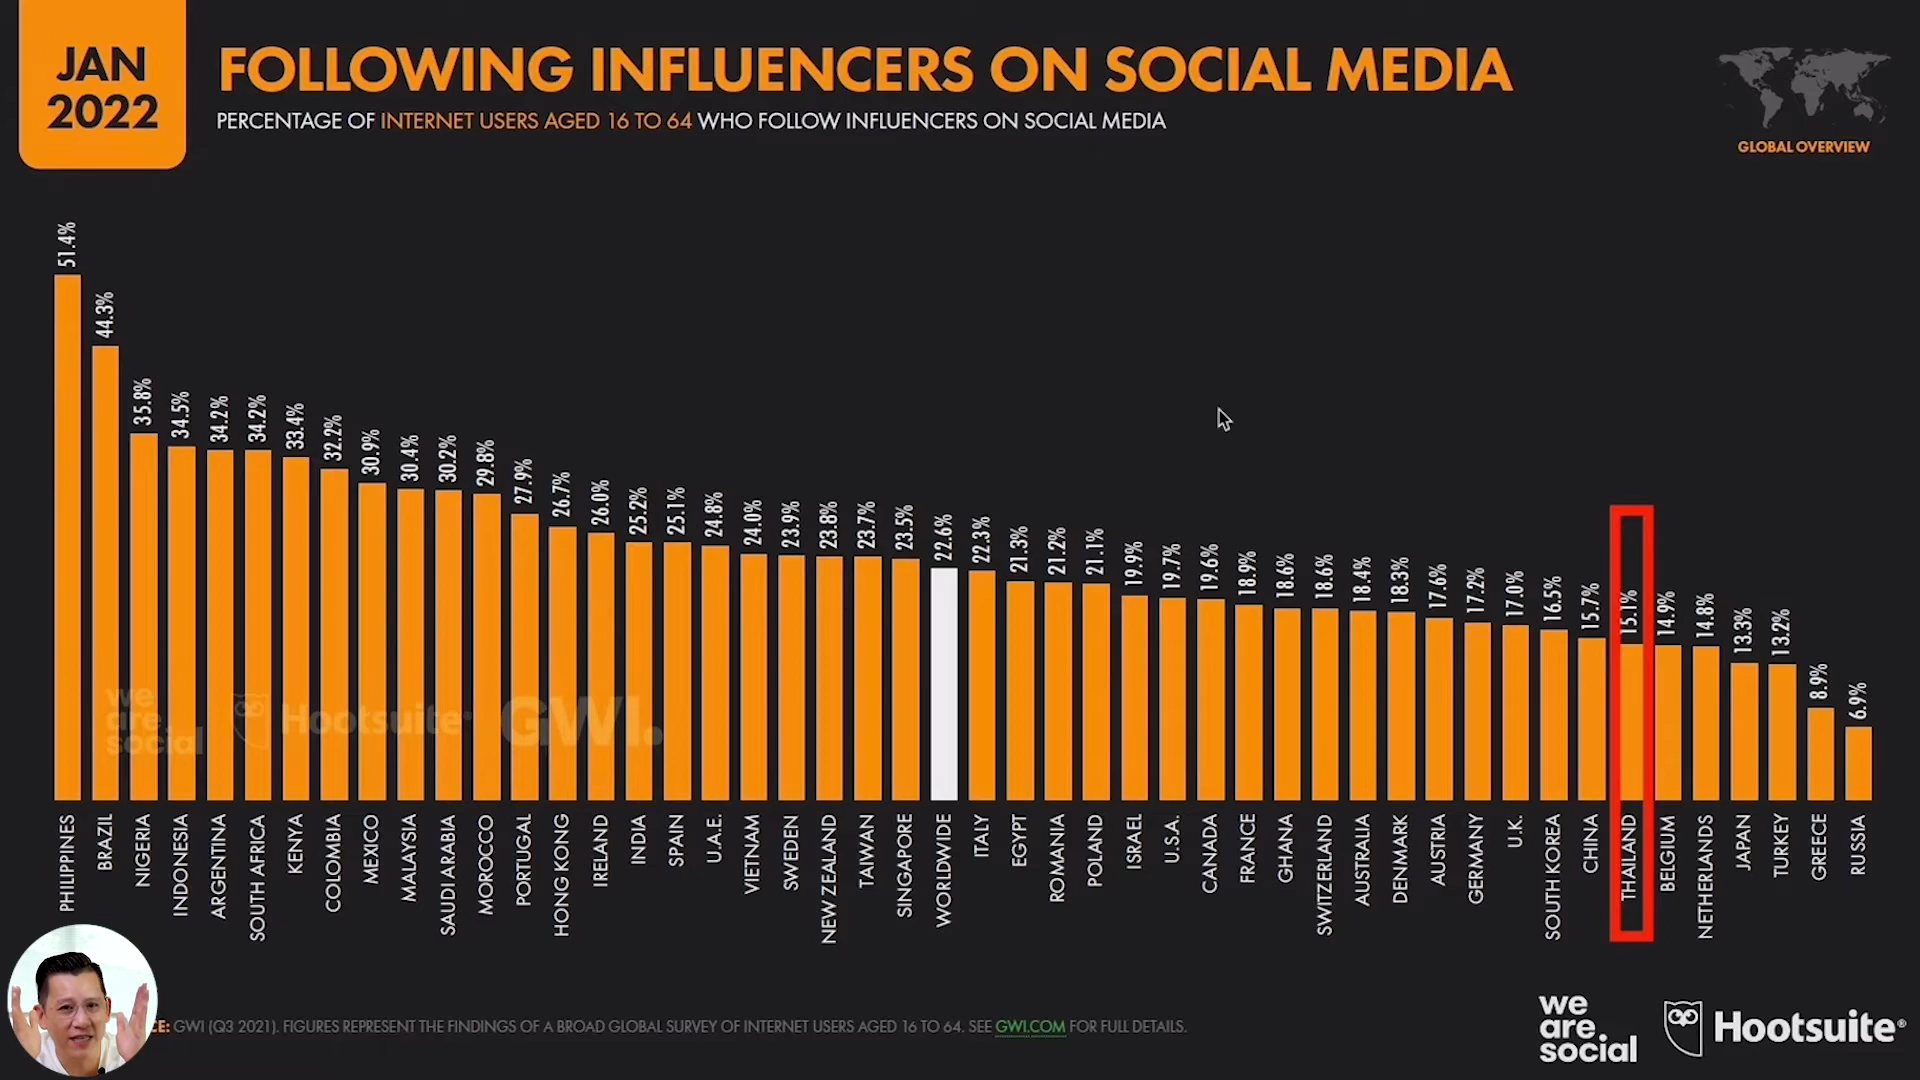 JAN
2022
FOLLOWING INFLUENCERS ON SOCIAL MEDIA
PERCENTAGE OF INTERNET USERS AGED 16 TO 64 WHO FOLLOW INFLUENCERS ON SOCIAL MEDIA
GLOBAL OVERVIEW
51.4%
44.3%
35.8%
34.5%
34.2%
34.2%
33.4%
32.2%
30.9%
30.4%
30.2%
29.8%
27.9%
26.7%
26.0%
25.2%
25.1%
24.8%
24.0%
23.9%
23.8%
23.7%
23.5%
22.6%
22.3%
21.3%
21.2%
21.1%
19.9%
19.7%
19.6%
18.9%
18.6%
18.6%
18.4%
18.3%
17.6%
17.2%
17.0%
16.5%
15.7%
15.1%
14.9%
14.8%
13.3%
13.2%
8.9%
6.9%
we
are
social
Hootsuite®
GWI.
PHILIPPINES
BRAZIL
NIGERIA
INDONESIA
ARGENTINA
SOUTH AFRICA
KENYA
COLOMBIA
MEXICO
MALAYSIA
SAUDI ARABIA
MOROCCO
PORTUGAL
HONG KONG
IRELAND
INDIA
SPAIN
U.A.E.
VIETNAM
SWEDEN
NEW ZEALAND
TAIWAN
SINGAPORE
WORLDWIDE
ITALY
EGYPT
ROMANIA
POLAND
ISRAEL
U.S.A.
CANADA
FRANCE
GHANA
SWITZERLAND
AUSTRALIA
DENMARK
AUSTRIA
GERMANY
U.K.
SOUTH KOREA
CHINA
THAILAND
BELGIUM
NETHERLANDS
JAPAN
TURKEY
GREECE
RUSSIA
CE: GWI (Q3 2021). FIGURES REPRESENT THE FINDINGS OF A BROAD GLOBAL SURVEY OF INTERNET USERS AGED 16 TO 64. SEE GWI.COM FOR FULL DETAILS.
we
are
social
Hootsuite®